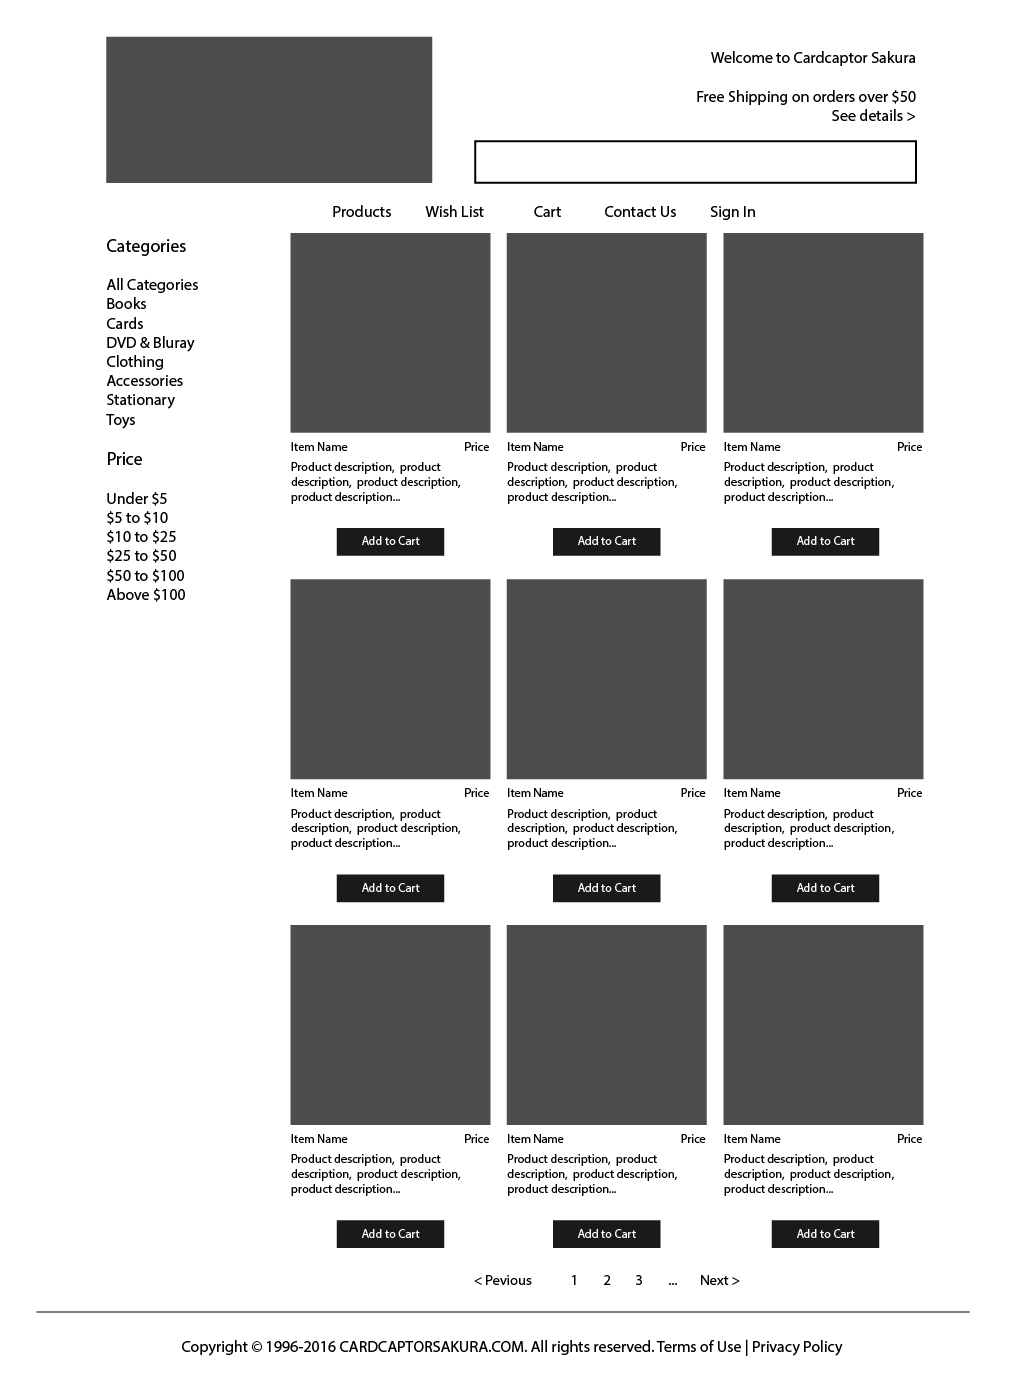 Welcome to Cardcaptor Sakura
Free Shipping on orders over $50
See details >
Products Wish List Cart Contact Us Sign In
Categories
All Categories
Books
Cards
DVD & Bluray
Clothing
Accessories
Stationary
Toys
Price
Under $5
$5 to $10
$10 to $25
$25 to $50
$50 to $100
Above $100
Item Name Price
Product description, product
description, product description,
product description...
Add to Cart
Item Name Price
Product description, product
description, product description,
product description...
Add to Cart
Item Name Price
Product description, product
description, product description,
product description...
Add to Cart
Item Name Price
Product description, product
description, product description,
product description...
Add to Cart
Item Name Price
Product description, product
description, product description,
product description...
Add to Cart
Item Name Price
Product description, product
description, product description,
product description...
Add to Cart
Item Name Price
Product description, product
description, product description,
product description...
Add to Cart
Item Name Price
Product description, product
description, product description,
product description...
Add to Cart
Item Name Price
Product description, product
description, product description,
product description...
Add to Cart
< Pevious 1 2 3 ... Next >
Copyright © 1996-2016 CARDCAPTORSAKURA.COM. All rights reserved. Terms of Use | Privacy Policy